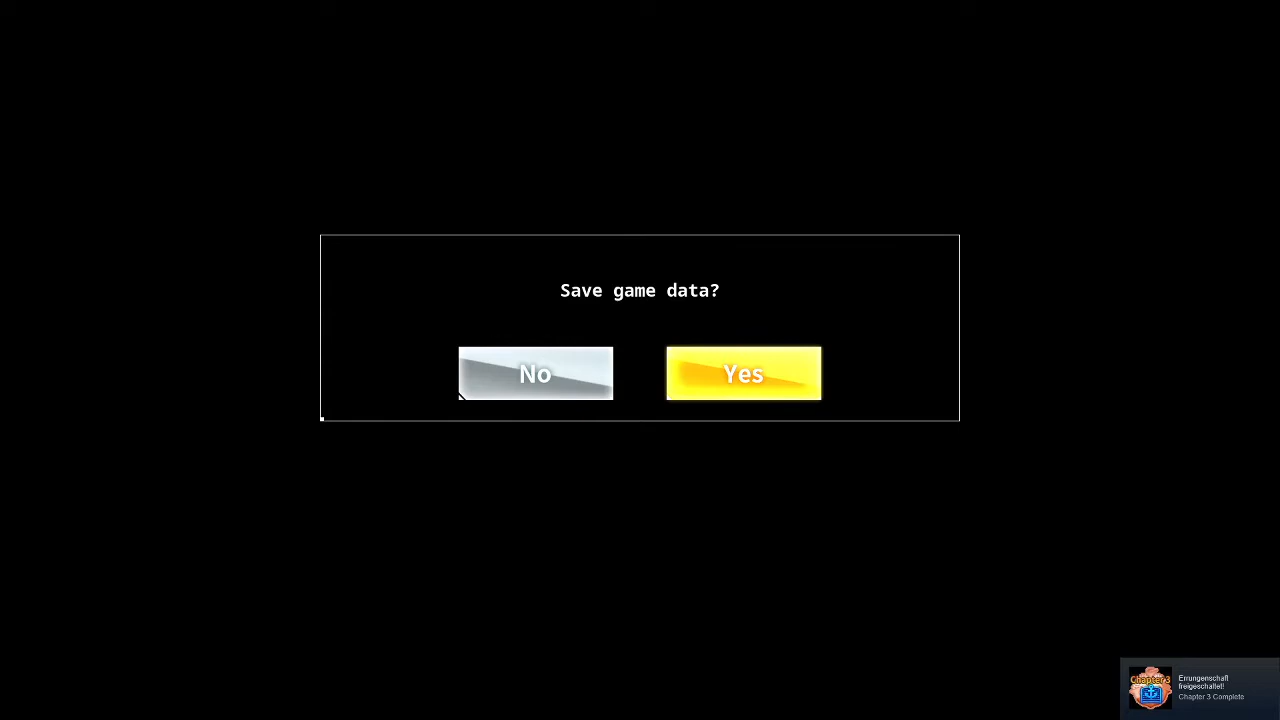 Save game data?
No
Yes
Chapter 3
Errungenschaft
freigeschaltet!
Chapter 3 Complete